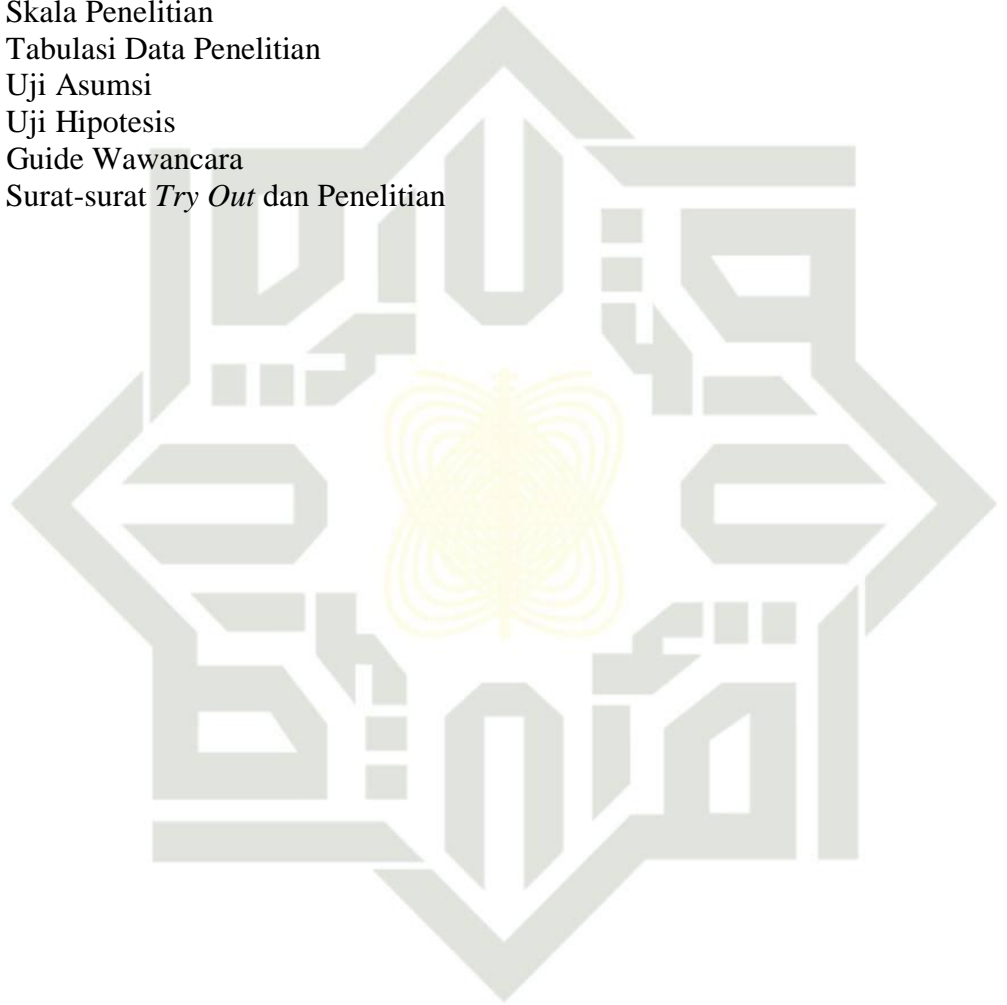 Skala Penelitian
Tabulasi Data Penelitian
Uji Asumsi
Uji Hipotesis
Guide Wawancara
Surat-surat Try Out dan Penelitian